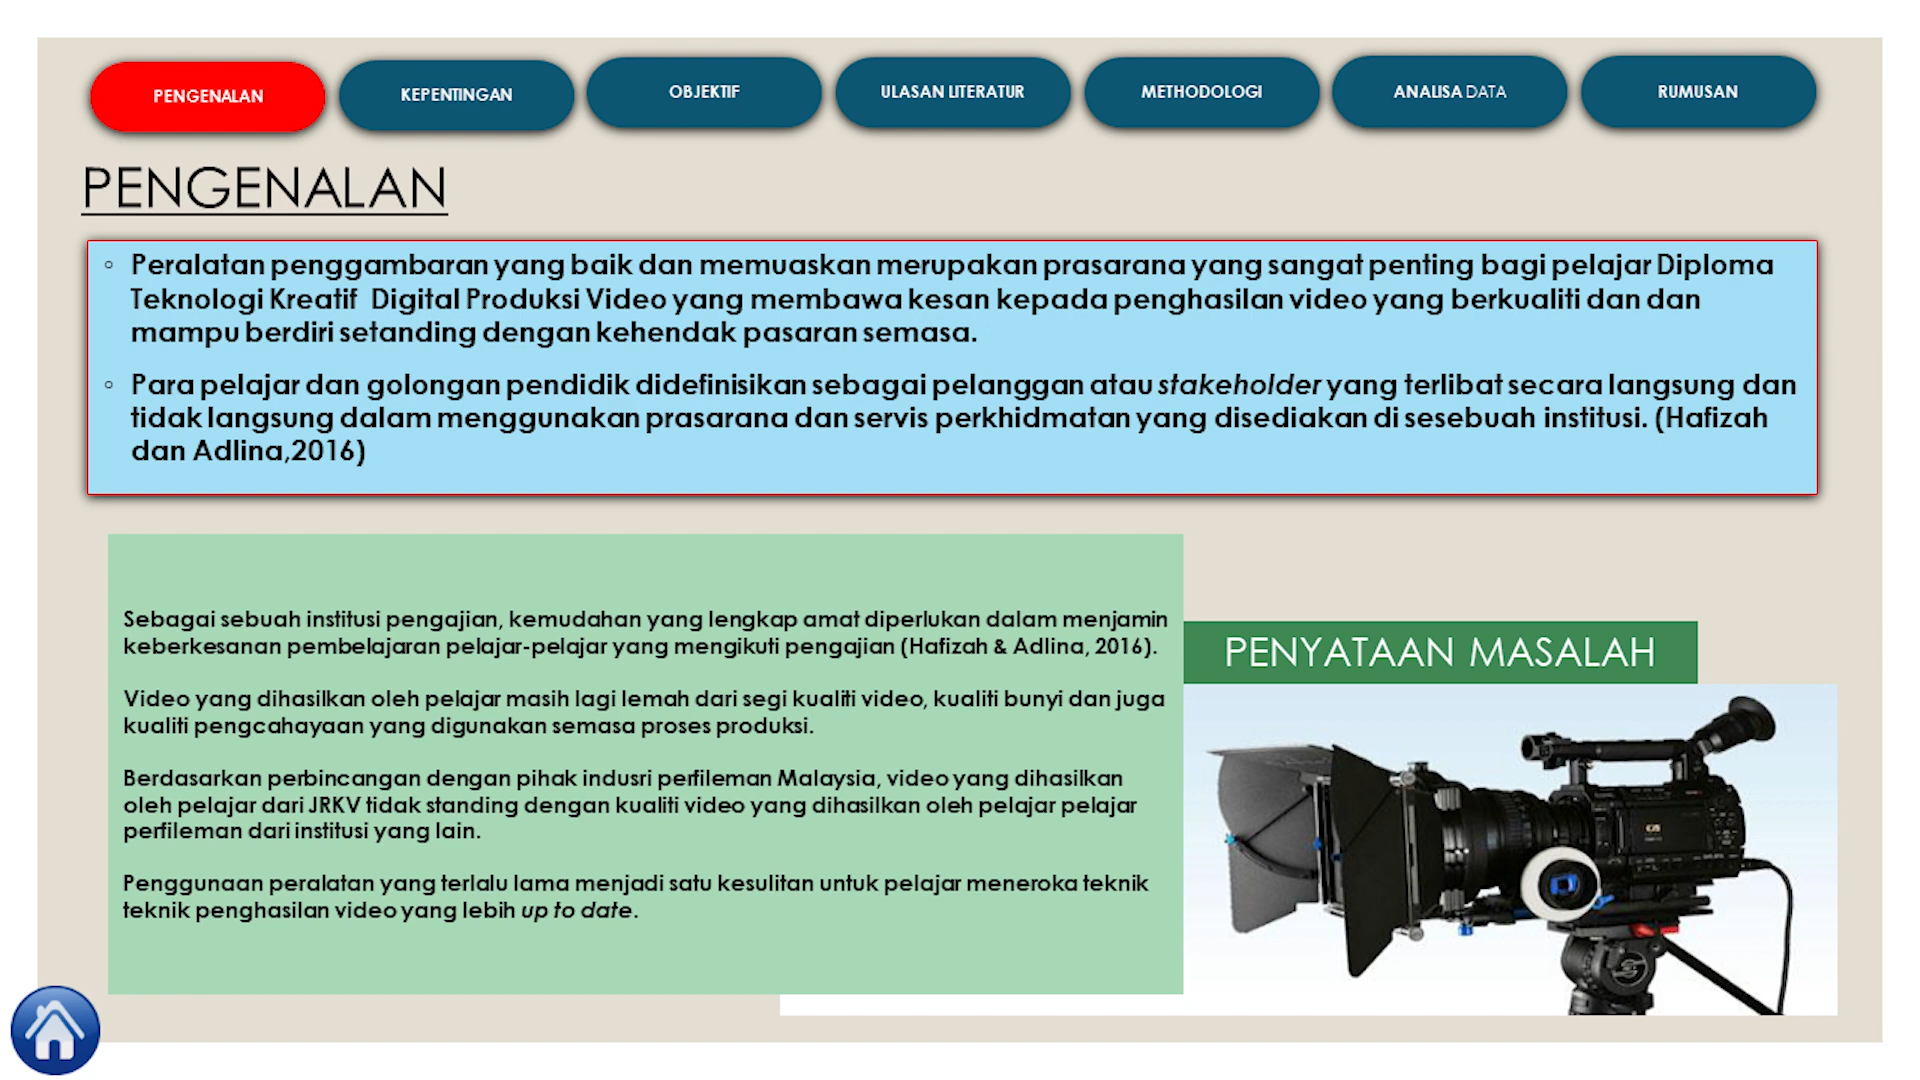 PENGENALAN
KEPENTINGAN
OBJEKTIF
ULASAN LITERATUR
METHODOLOGI
ANALISA DATA
RUMUSAN
PENGENALAN
◦ Peralatan penggambaran yang baik dan memuaskan merupakan prasarana yang sangat penting bagi pelajar Diploma
Teknologi Kreatif Digital Produksi Video yang membawa kesan kepada penghasilan video yang berkualiti dan dan
mampu berdiri setanding dengan kehendak pasaran semasa.
◦ Para pelajar dan golongan pendidik didefinisikan sebagai pelanggan atau stakeholder yang terlibat secara langsung dan
tidak langsung dalam menggunakan prasarana dan servis perkhidmatan yang disediakan di sesebuah institusi. (Hafizah
dan Adlina,2016)
Sebagai sebuah institusi pengajian, kemudahan yang lengkap amat diperlukan dalam menjamin
keberkesanan pembelajaran pelajar-pelajar yang mengikuti pengajian (Hafizah & Adlina, 2016).
Video yang dihasilkan oleh pelajar masih lagi lemah dari segi kualiti video, kualiti bunyi dan juga
kualiti pengcahayaan yang digunakan semasa proses produksi.
Berdasarkan perbincangan dengan pihak indusri perfileman Malaysia, video yang dihasilkan
oleh pelajar dari JRKV tidak standing dengan kualiti video yang dihasilkan oleh pelajar pelajar
perfileman dari institusi yang lain.
Penggunaan peralatan yang terlalu lama menjadi satu kesulitan untuk pelajar meneroka teknik
teknik penghasilan video yang lebih up to date.
PENYATAAN MASALAH